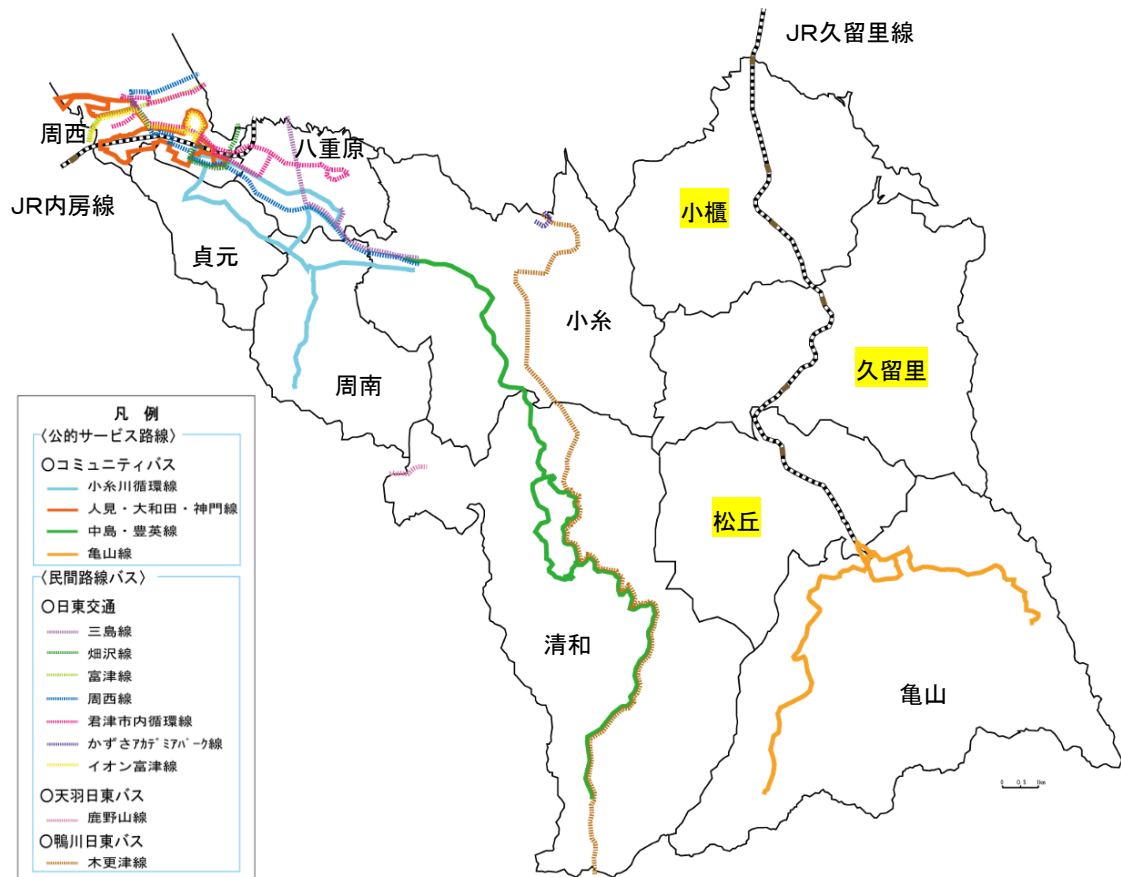 JR久留里線
周西
八重原
JR内房線
小櫃
貞元
小糸
久留里
周南
松丘
清和
亀山
0 0.5 1km
凡 例
〈公的サービス路線〉
○コミュニティバス
小糸川循環線
人見・大和田・神門線
中島・豊英線
亀山線
〈民間路線バス〉
○日東交通
三島線
畑沢線
富津線
周西線
君津市内循環線
かずさｱｶﾃﾞﾐｱﾊﾟｰｸ線
イオン富津線
○天羽日東バス
鹿野山線
○鴨川日東バス
木更津線